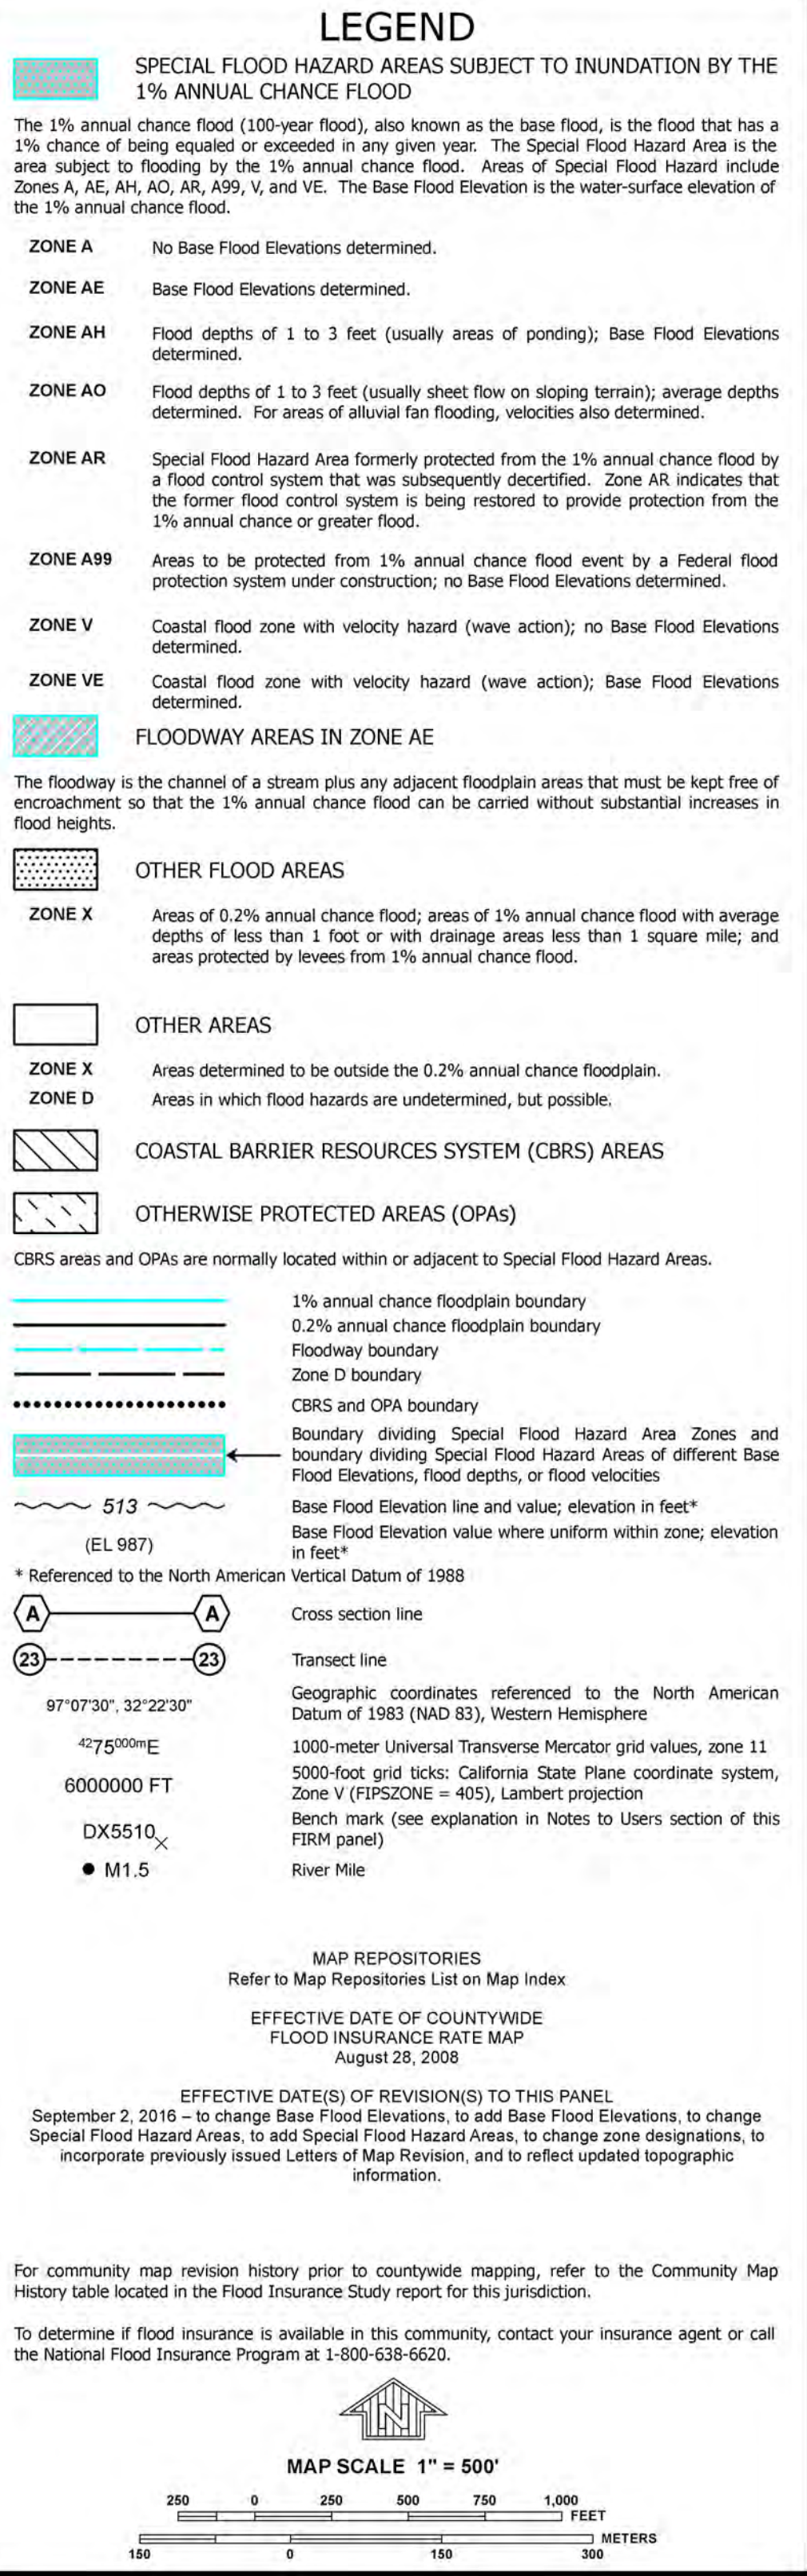 LEGEND
SPECIAL FLOOD HAZARD AREAS SUBJECT TO INUNDATION BY THE
1% ANNUAL CHANCE FLOOD
The 1% annual chance flood (100-year flood), also known as the base flood, is the flood that has a
1% chance of being equaled or exceeded in any given year. The Special Flood Hazard Area is the
area subject to flooding by the 1% annual chance flood. Areas of Special Flood Hazard include
Zones A, AE, AH, AO, AR, A99, V, and VE. The Base Flood Elevation is the water-surface elevation of
the 1% annual chance flood.
ZONE A No Base Flood Elevations determined.
ZONE AE Base Flood Elevations determined.
ZONE AH Flood depths of 1 to 3 feet (usually areas of ponding); Base Flood Elevations
determined.
ZONE AO Flood depths of 1 to 3 feet (usually sheet flow on sloping terrain); average depths
determined. For areas of alluvial fan flooding, velocities also determined.
ZONE AR Special Flood Hazard Area formerly protected from the 1% annual chance flood by
a flood control system that was subsequently decertified. Zone AR indicates that
the former flood control system is being restored to provide protection from the
1% annual chance or greater flood.
ZONE A99 Areas to be protected from 1% annual chance flood event by a Federal flood
protection system under construction; no Base Flood Elevations determined.
ZONE V Coastal flood zone with velocity hazard (wave action); no Base Flood Elevations
determined.
ZONE VE Coastal flood zone with velocity hazard (wave action); Base Flood Elevations
determined.
FLOODWAY AREAS IN ZONE AE
The floodway is the channel of a stream plus any adjacent floodplain areas that must be kept free of
encroachment so that the 1% annual chance flood can be carried without substantial increases in
flood heights.
OTHER FLOOD AREAS
ZONE X Areas of 0.2% annual chance flood; areas of 1% annual chance flood with average
depths of less than 1 foot or with drainage areas less than 1 square mile; and
areas protected by levees from 1% annual chance flood.
OTHER AREAS
ZONE X Areas determined to be outside the 0.2% annual chance floodplain.
ZONE D Areas in which flood hazards are undetermined, but possible.
COASTAL BARRIER RESOURCES SYSTEM (CBRS) AREAS
OTHERWISE PROTECTED AREAS (OPAs)
CBRS areas and OPAs are normally located within or adjacent to Special Flood Hazard Areas.
1% annual chance floodplain boundary
0.2% annual chance floodplain boundary
Floodway boundary
Zone D boundary
CBRS and OPA boundary
Boundary dividing Special Flood Hazard Area Zones and
boundary dividing Special Flood Hazard Areas of different Base
Flood Elevations, flood depths, or flood velocities
513 Base Flood Elevation line and value; elevation in feet*
(EL 987) Base Flood Elevation value where uniform within zone; elevation
in feet*
* Referenced to the North American Vertical Datum of 1988
A A Cross section line
23 23 Transect line
97°07'30", 32°22'30" Geographic coordinates referenced to the North American
Datum of 1983 (NAD 83), Western Hemisphere
4275000mE 1000-meter Universal Transverse Mercator grid values, zone 11
6000000 FT 5000-foot grid ticks: California State Plane coordinate system,
Zone V (FIPSZONE = 405), Lambert projection
DX5510 Bench mark (see explanation in Notes to Users section of this
FIRM panel)
M1.5 River Mile
MAP REPOSITORIES
Refer to Map Repositories List on Map Index
EFFECTIVE DATE OF COUNTYWIDE
FLOOD INSURANCE RATE MAP
August 28, 2008
EFFECTIVE DATE(S) OF REVISION(S) TO THIS PANEL
September 2, 2016 – to change Base Flood Elevations, to add Base Flood Elevations, to change
Special Flood Hazard Areas, to add Special Flood Hazard Areas, to change zone designations, to
incorporate previously issued Letters of Map Revision, and to reflect updated topographic
information.
For community map revision history prior to countywide mapping, refer to the Community Map
History table located in the Flood Insurance Study report for this jurisdiction.
To determine if flood insurance is available in this community, contact your insurance agent or call
the National Flood Insurance Program at 1-800-638-6620.
N
MAP SCALE 1" = 500'
250 0 250 500 750 1,000
FEET
METERS
150 0 150 300